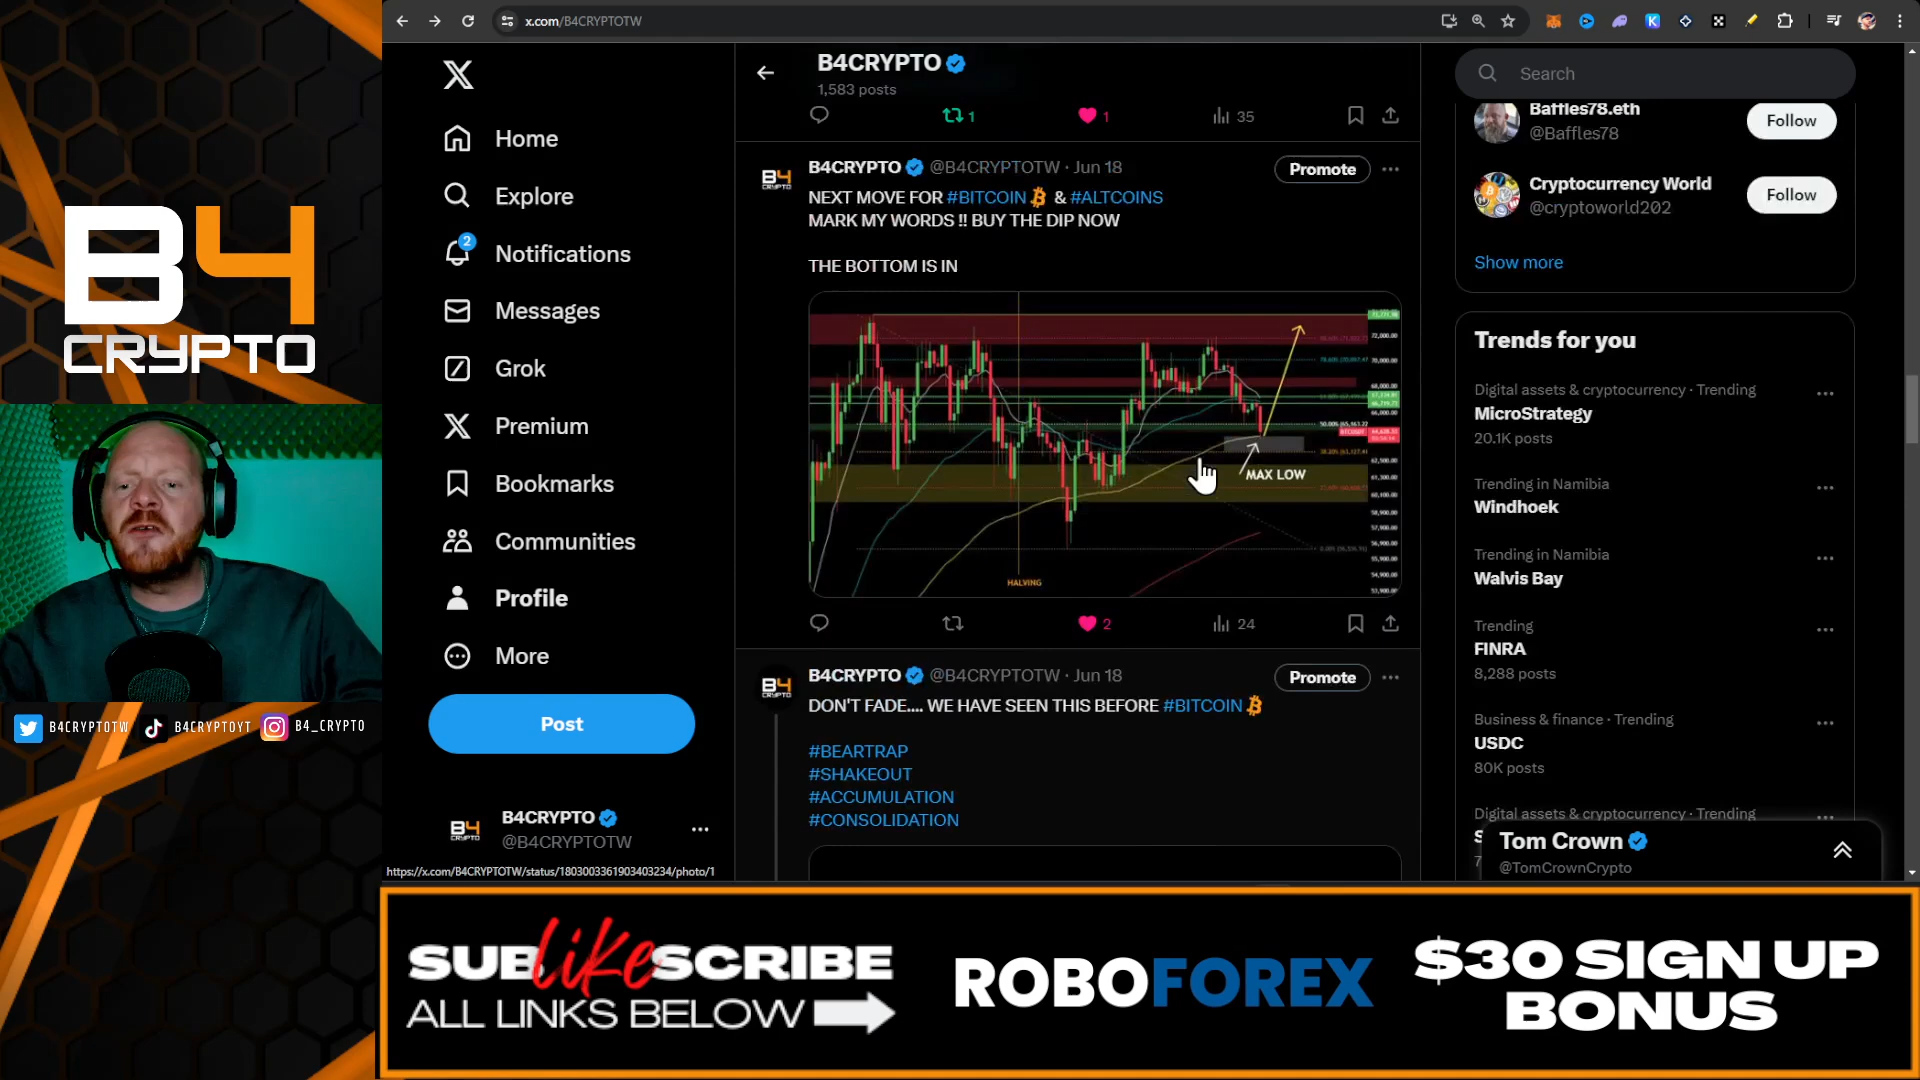 x.com/B4CRYPTOTW
B4
CRYPTO
B4CRYPTOTW
B4CRYPTOYT
B4_CRYPTO
Home
Explore
2
Notifications
Messages
Grok
Premium
Bookmarks
Communities
Profile
More
Post
B4CRYPTO
@B4CRYPTOTW
https://x.com/B4CRYPTOTW/status/1803003361903403234/photo/1
B4CRYPTO
1,583 posts
1
1
35
B4CRYPTO @B4CRYPTOTW · Jun 18
Promote
NEXT MOVE FOR #BITCOIN & #ALTCOINS
MARK MY WORDS !! BUY THE DIP NOW
THE BOTTOM IS IN
MAX LOW
HALVING
2
24
B4CRYPTO @B4CRYPTOTW · Jun 18
Promote
DON'T FADE.... WE HAVE SEEN THIS BEFORE #BITCOIN
#BEARTRAP
#SHAKEOUT
#ACCUMULATION
#CONSOLIDATION
Search
Baffles78.eth
@Baffles78
Follow
Cryptocurrency World
@cryptoworld202
Follow
Show more
Trends for you
Digital assets & cryptocurrency · Trending
MicroStrategy
20.1K posts
Trending in Namibia
Windhoek
Trending in Namibia
Walvis Bay
Trending
FINRA
8,288 posts
Business & finance · Trending
USDC
80K posts
Digital assets & cryptocurrency · Trending
Tom Crown
@TomCrownCrypto
SUB like SCRIBE
ALL LINKS BELOW
ROBOFOREX
$30 SIGN UP
BONUS